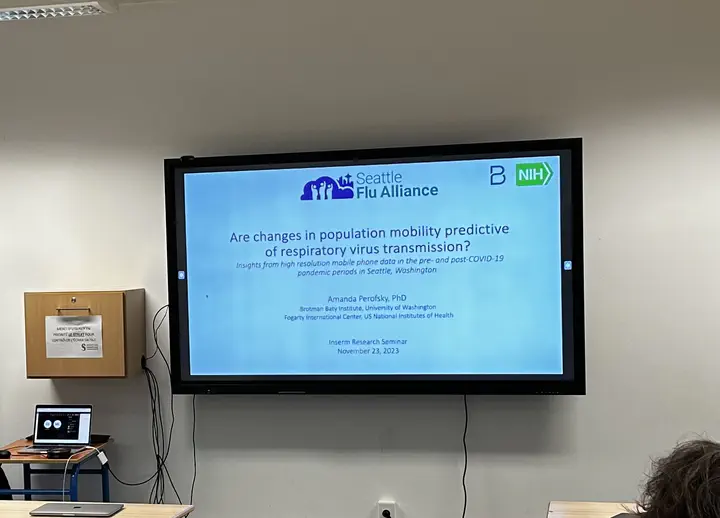 Seattle
Flu Alliance
B
NIH
Are changes in population mobility predictive
of respiratory virus transmission?
Insights from high resolution mobile phone data in the pre- and post-COVID-19
pandemic periods in Seattle, Washington
Amanda Perofsky, PhD
Brotman Baty Institute, University of Washington
Fogarty International Center, US National Institutes of Health
Inserm Research Seminar
November 23, 2023